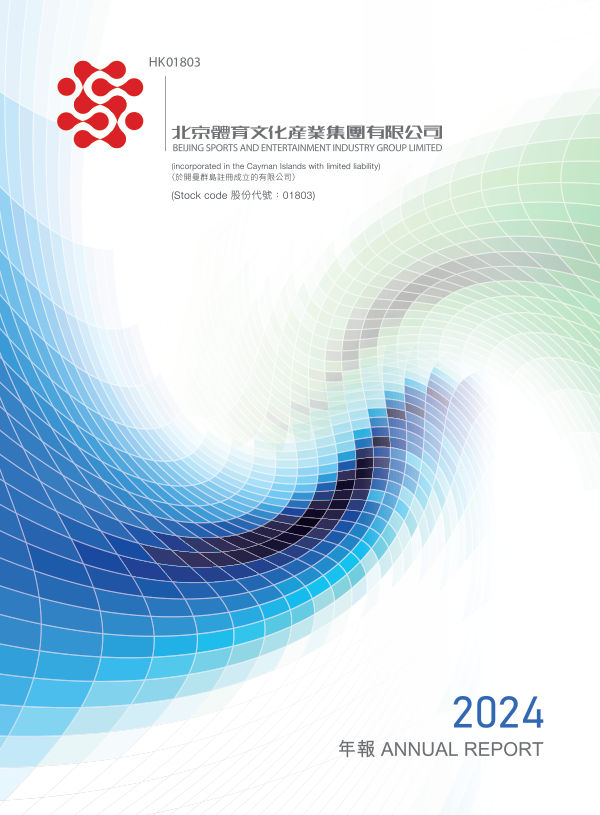 HK01803
北京體育文化產業集團有限公司
BEIJING SPORTS AND ENTERTAINMENT INDUSTRY GROUP LIMITED
(incorporated in the Cayman Islands with limited liability)
(於開曼群島註冊成立的有限公司)
(Stock code 股份代號：01803)
2024
年報 ANNUAL REPORT